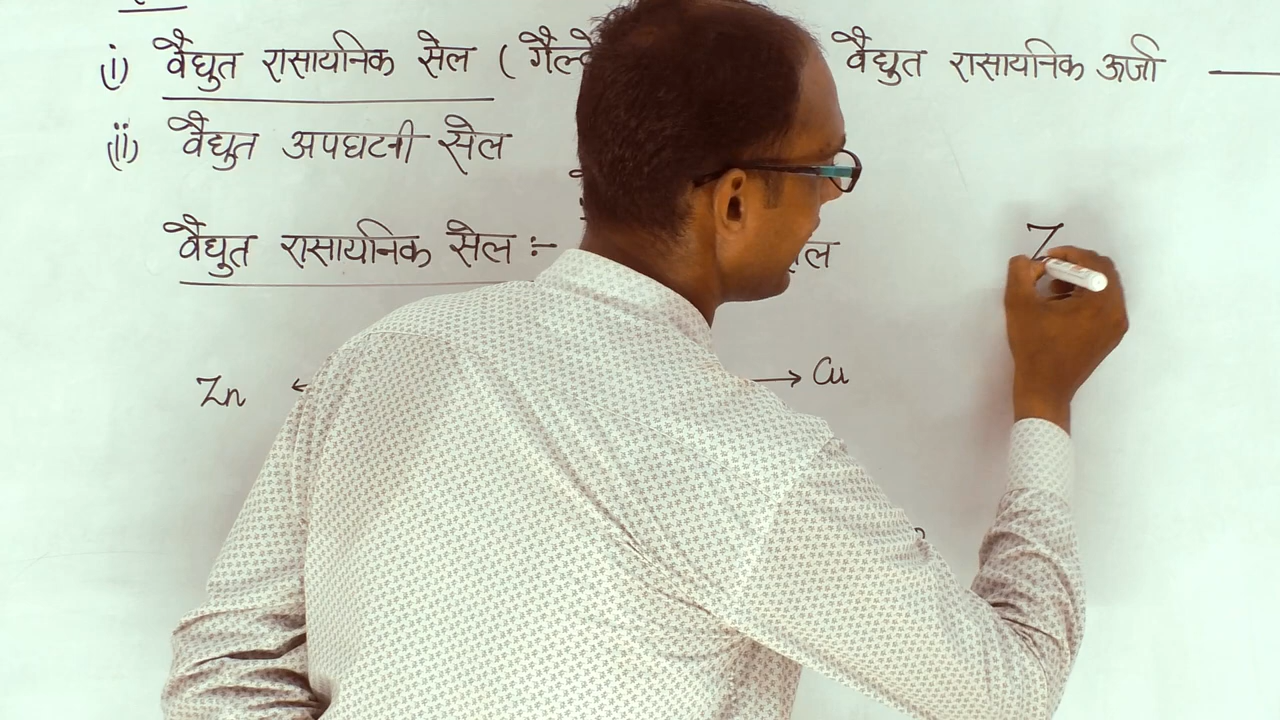 (i) वैद्युत रासायनिक सेल ( वैद्युत रासायनिक ऊर्जा —
(ii) वैद्युत अपघटनी सेल
वैद्युत रासायनिक सेल :-
Z
Zn ← → Cu